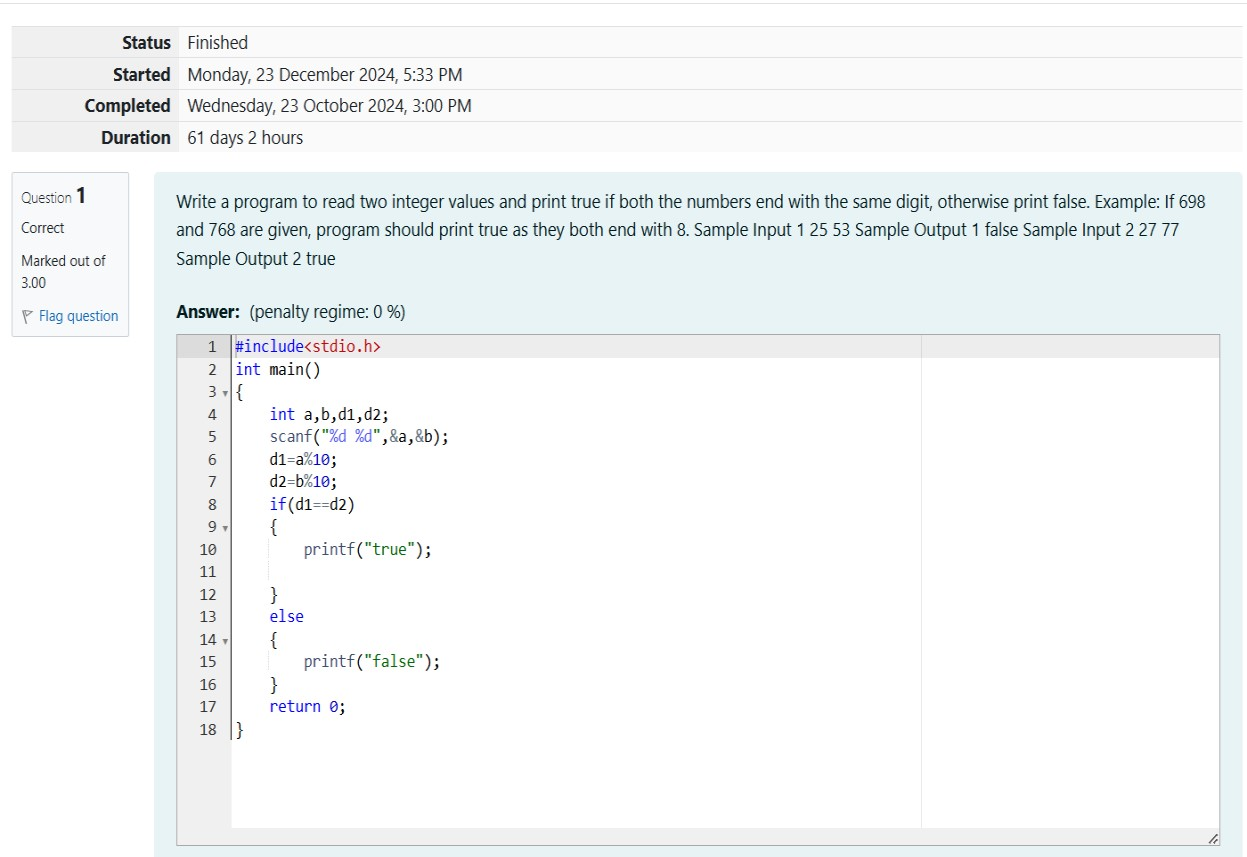 Status Finished
Started Monday, 23 December 2024, 5:33 PM
Completed Wednesday, 23 October 2024, 3:00 PM
Duration 61 days 2 hours
Question 1
Correct
Marked out of
3.00
Flag question
Write a program to read two integer values and print true if both the numbers end with the same digit, otherwise print false. Example: If 698
and 768 are given, program should print true as they both end with 8. Sample Input 1 25 53 Sample Output 1 false Sample Input 2 27 77
Sample Output 2 true
Answer: (penalty regime: 0 %)
1 #include<stdio.h>
2 int main()
3 {
4     int a,b,d1,d2;
5     scanf("%d %d",&a,&b);
6     d1=a%10;
7     d2=b%10;
8     if(d1==d2)
9     {
10         printf("true");
11
12     }
13     else
14     {
15         printf("false");
16     }
17     return 0;
18 }